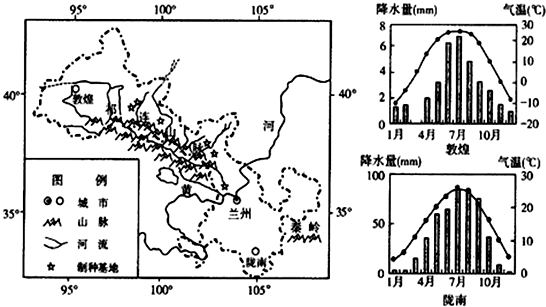 95° 100° 105°
40° 40°
敦煌
祁
连
山
脉
河
黄
兰州
35° 35°
秦岭
陇南
图 例
城市
山脉
河流
制种基地
95° 100° 105°
降水量(mm) 气温(℃)
8 30
6 20
10
4 0
2 -10
0 -20
1月 4月 7月 10月
敦煌
降水量(mm) 气温(℃)
100 30
20
50
10
0 0
1月 4月 7月 10月
陇南